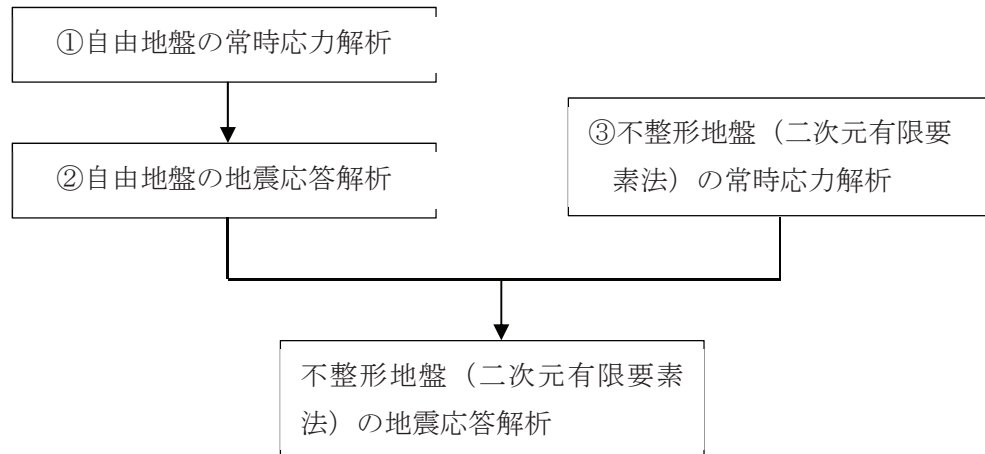 ①自由地盤の常時応力解析
②自由地盤の地震応答解析
③不整形地盤（二次元有限要
素法）の常時応力解析
不整形地盤（二次元有限要素
法）の地震応答解析